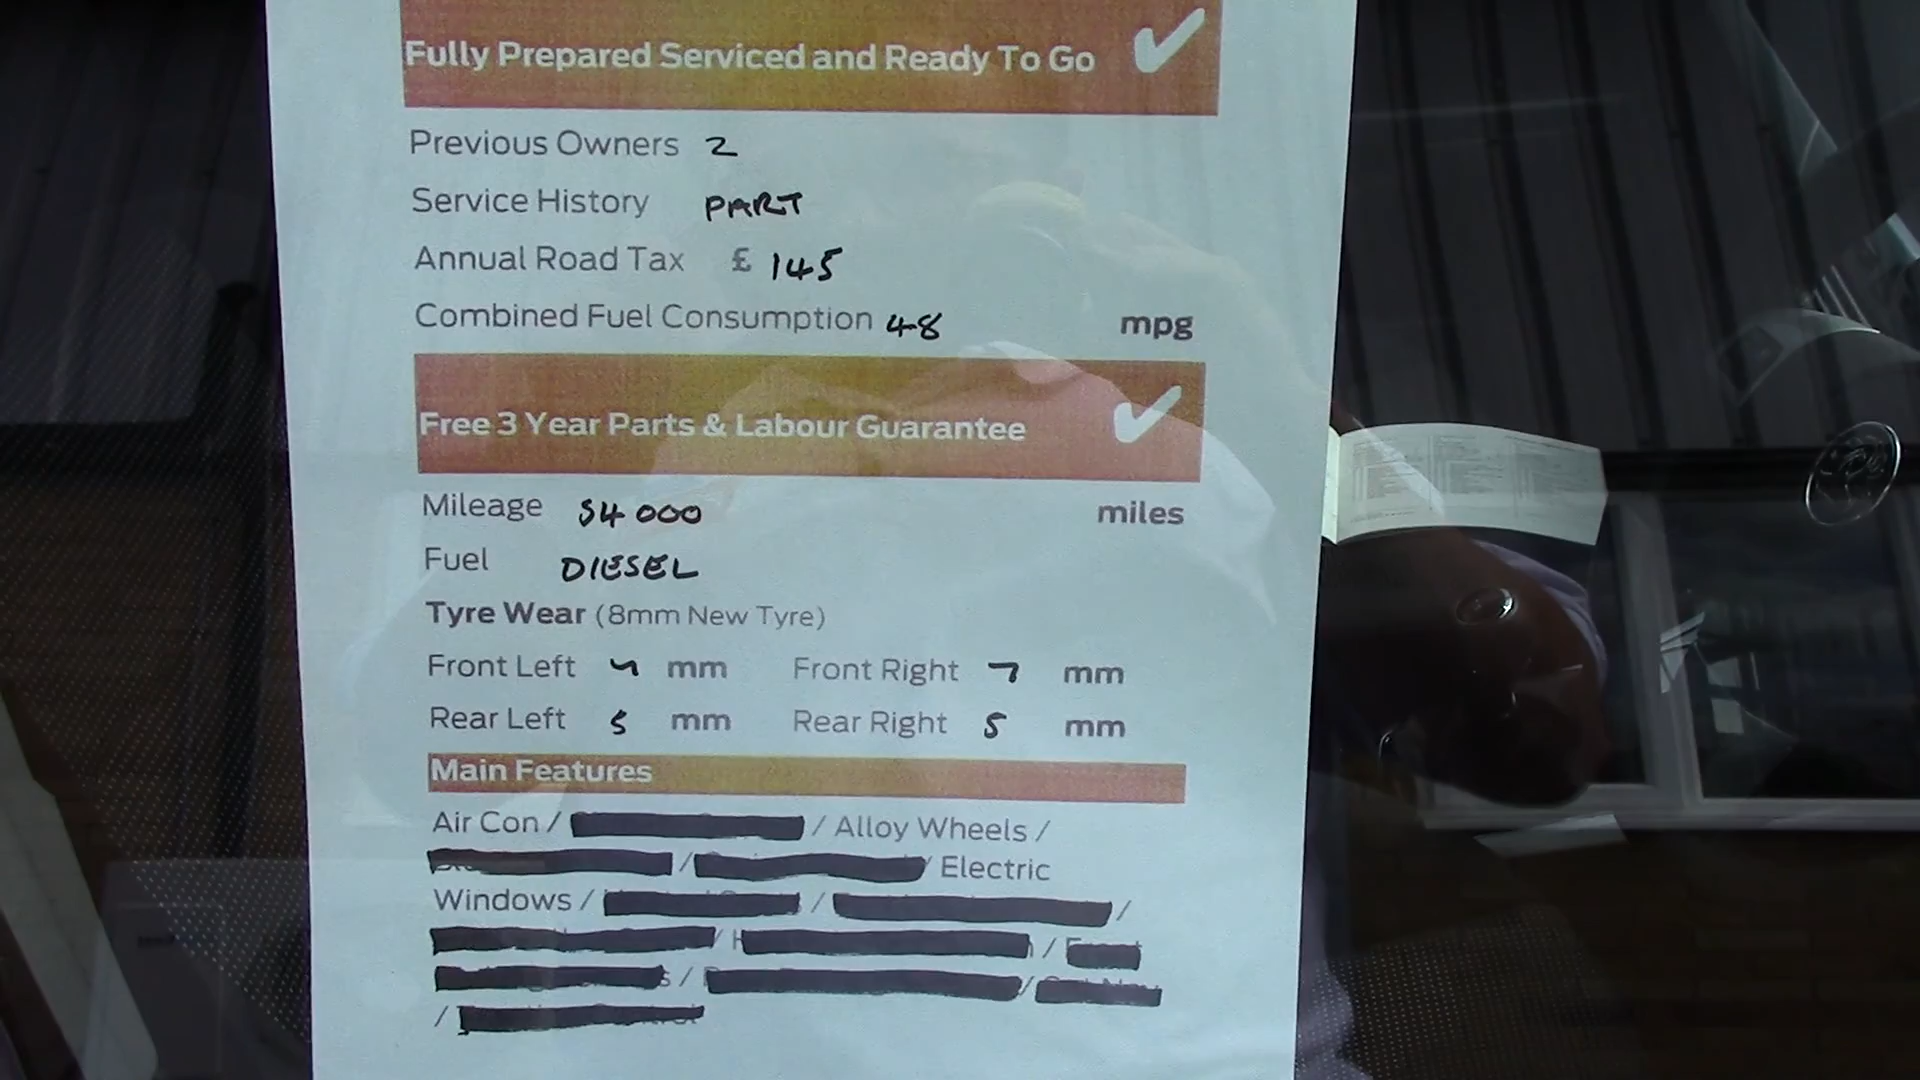 Fully Prepared Serviced and Ready To Go ✓
Previous Owners 2
Service History PART
Annual Road Tax £ 145
Combined Fuel Consumption 48 mpg
Free 3 Year Parts & Labour Guarantee ✓
Mileage 54 000 miles
Fuel DIESEL
Tyre Wear (8mm New Tyre)
Front Left mm Front Right 7 mm
Rear Left 5 mm Rear Right 5 mm
Main Features
Air Con / / Alloy Wheels /
/ / Electric
Windows / / /
/ /
/ /
/